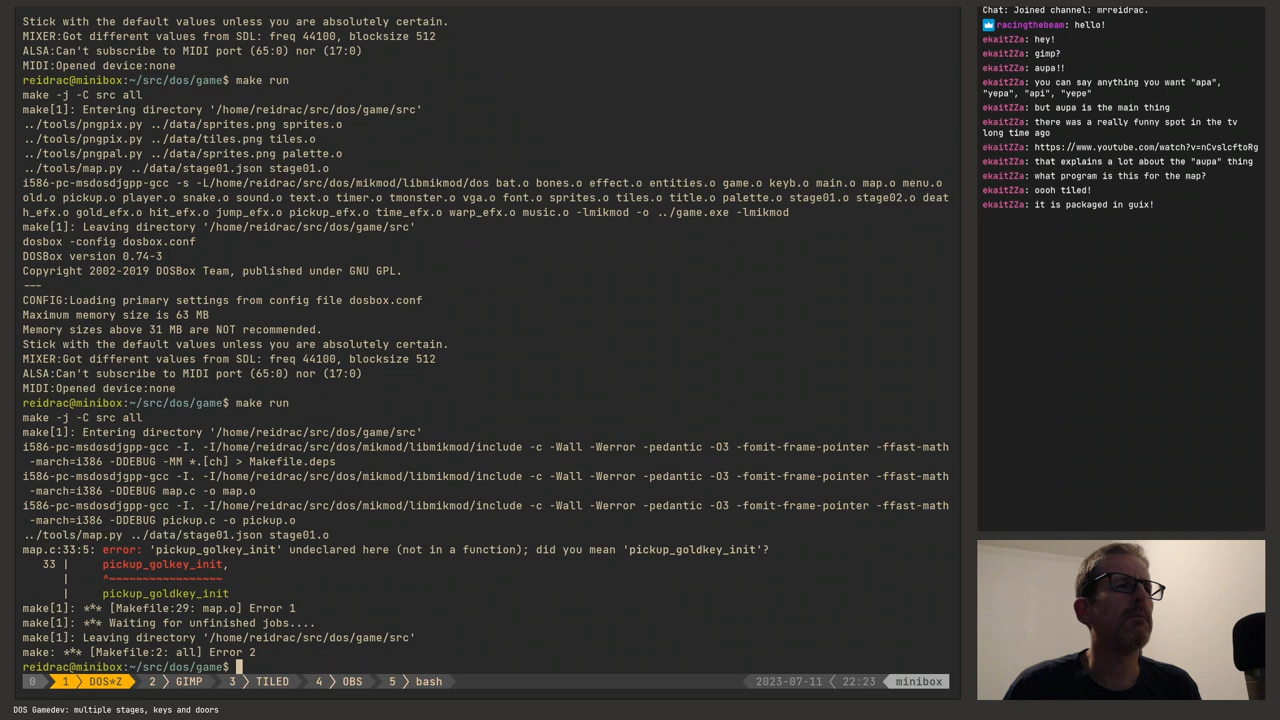 Stick with the default values unless you are absolutely certain.
MIXER:Got different values from SDL: freq 44100, blocksize 512
ALSA:Can't subscribe to MIDI port (65:0) nor (17:0)
MIDI:Opened device:none
reidrac@minibox:~/src/dos/game$ make run
make -j -C src all
make[1]: Entering directory '/home/reidrac/src/dos/game/src'
../tools/pngpix.py ../data/sprites.png sprites.o
../tools/pngpix.py ../data/tiles.png tiles.o
../tools/pngpal.py ../data/sprites.png palette.o
../tools/map.py ../data/stage01.json stage01.o
i586-pc-msdosdjgpp-gcc -s -L/home/reidrac/src/dos/mikmod/libmikmod/dos bat.o bones.o effect.o entities.o game.o keyb.o main.o map.o menu.o
old.o pickup.o player.o snake.o sound.o text.o timer.o tmonster.o vga.o font.o sprites.o tiles.o title.o palette.o stage01.o stage02.o deat
h_efx.o gold_efx.o hit_efx.o jump_efx.o pickup_efx.o time_efx.o warp_efx.o music.o -lmikmod -o ../game.exe -lmikmod
make[1]: Leaving directory '/home/reidrac/src/dos/game/src'
dosbox -config dosbox.conf
DOSBox version 0.74-3
Copyright 2002-2019 DOSBox Team, published under GNU GPL.
---
CONFIG:Loading primary settings from config file dosbox.conf
Maximum memory size is 63 MB
Memory sizes above 31 MB are NOT recommended.
Stick with the default values unless you are absolutely certain.
MIXER:Got different values from SDL: freq 44100, blocksize 512
ALSA:Can't subscribe to MIDI port (65:0) nor (17:0)
MIDI:Opened device:none
reidrac@minibox:~/src/dos/game$ make run
make -j -C src all
make[1]: Entering directory '/home/reidrac/src/dos/game/src'
i586-pc-msdosdjgpp-gcc -I. -I/home/reidrac/src/dos/mikmod/libmikmod/include -c -Wall -Werror -pedantic -O3 -fomit-frame-pointer -ffast-math
-march=i386 -DDEBUG -MM *.[ch] > Makefile.deps
i586-pc-msdosdjgpp-gcc -I. -I/home/reidrac/src/dos/mikmod/libmikmod/include -c -Wall -Werror -pedantic -O3 -fomit-frame-pointer -ffast-math
-march=i386 -DDEBUG map.c -o map.o
i586-pc-msdosdjgpp-gcc -I. -I/home/reidrac/src/dos/mikmod/libmikmod/include -c -Wall -Werror -pedantic -O3 -fomit-frame-pointer -ffast-math
-march=i386 -DDEBUG pickup.c -o pickup.o
../tools/map.py ../data/stage01.json stage01.o
map.c:33:5: error: 'pickup_golkey_init' undeclared here (not in a function); did you mean 'pickup_goldkey_init'?
33 | pickup_golkey_init,
| ^~~~~~~~~~~~~~~~~~
| pickup_goldkey_init
make[1]: *** [Makefile:29: map.o] Error 1
make[1]: *** Waiting for unfinished jobs....
make[1]: Leaving directory '/home/reidrac/src/dos/game/src'
make: *** [Makefile:2: all] Error 2
reidrac@minibox:~/src/dos/game$
0 1 DOS*Z 2 GIMP 3 TILED 4 OBS 5 bash 2023-07-11 22:23 minibox
DOS Gamedev: multiple stages, keys and doors
Chat: Joined channel: mrreidrac.
racingthebeam: hello!
ekaitZZa: hey!
ekaitZZa: gimp?
ekaitZZa: aupa!!
ekaitZZa: you can say anything you want "apa",
"yepa", "api", "yepe"
ekaitZZa: but aupa is the main thing
ekaitZZa: there was a really funny spot in the tv
long time ago
ekaitZZa: https://www.youtube.com/watch?v=nCvslcftoRg
ekaitZZa: that explains a lot about the "aupa" thing
ekaitZZa: what program is this for the map?
ekaitZZa: oooh tiled!
ekaitZZa: it is packaged in guix!